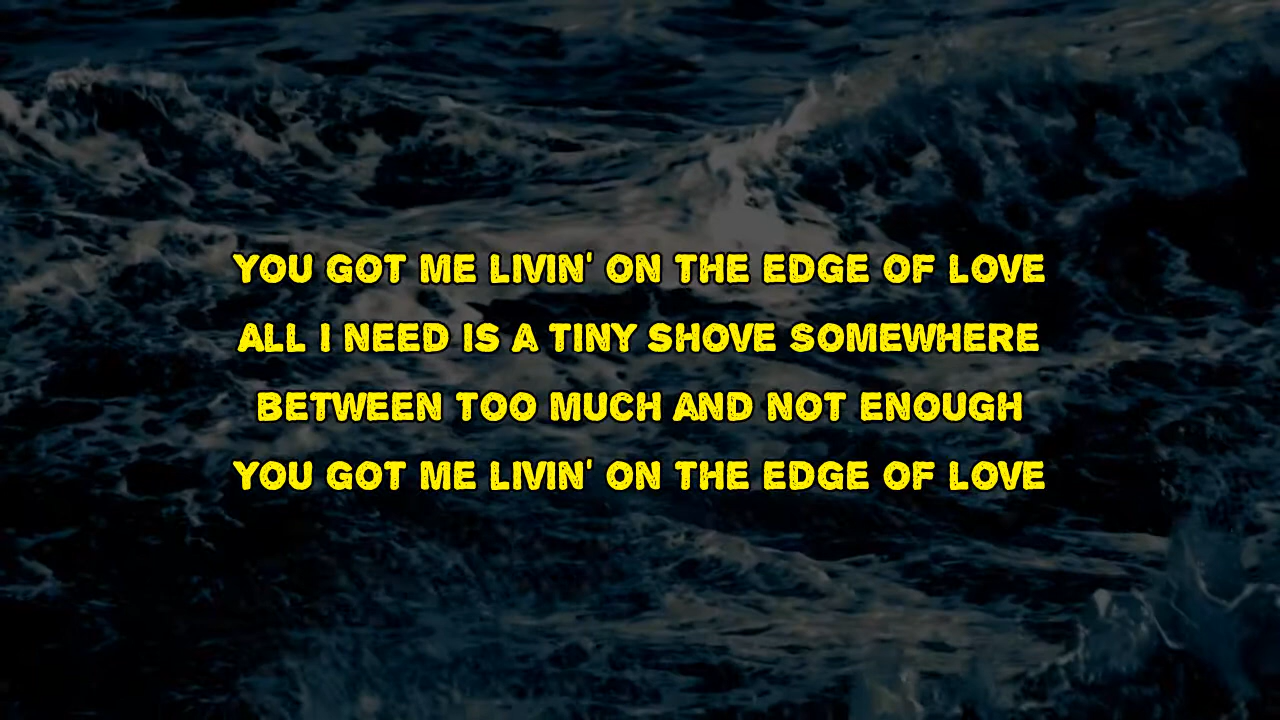 YOU GOT ME LIVIN' ON THE EDGE OF LOVE
ALL I NEED IS A TINY SHOVE SOMEWHERE
BETWEEN TOO MUCH AND NOT ENOUGH
YOU GOT ME LIVIN' ON THE EDGE OF LOVE